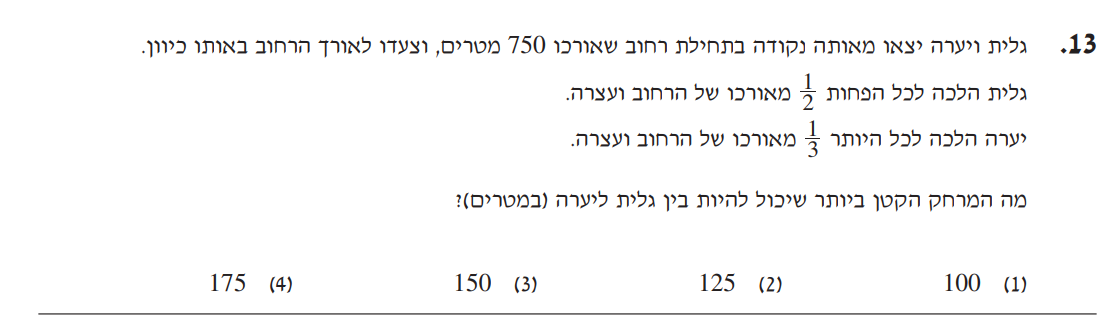 13. גלית ויערה יצאו מאותה נקודה בתחילת רחוב שאורכו 750 מטרים, וצעדו לאורך הרחוב באותו כיוון.
גלית הלכה לכל הפחות 1/2 מאורכו של הרחוב ועצרה.
יערה הלכה לכל היותר 1/3 מאורכו של הרחוב ועצרה.
מה המרחק הקטן ביותר שיכול להיות בין גלית ליערה (במטרים)?
(1) 100 (2) 125 (3) 150 (4) 175